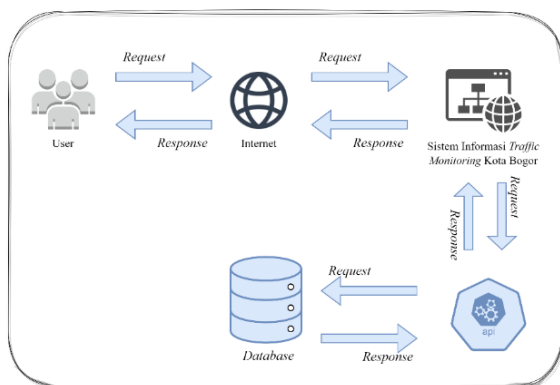 Request
Request
Response
Response
User
Internet
Sistem Informasi Traffic
Monitoring Kota Bogor
Response
Request
Request
api
Database
Response